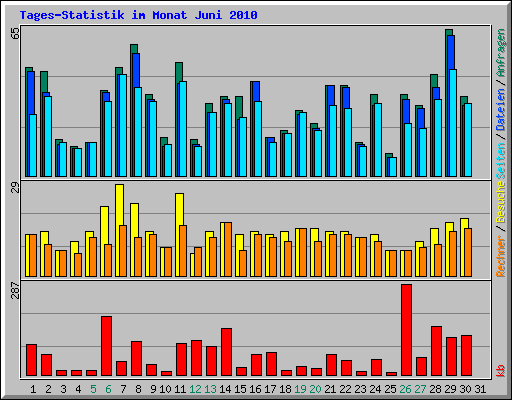 Tages-Statistik im Monat Juni 2010
65
29
287
Rechner / Besuche Seiten / Dateien / Anfragen
kb
1 2 3 4 5 6 7 8 9 10 11 12 13 14 15 16 17 18 19 20 21 22 23 24 25 26 27 28 29 30 31